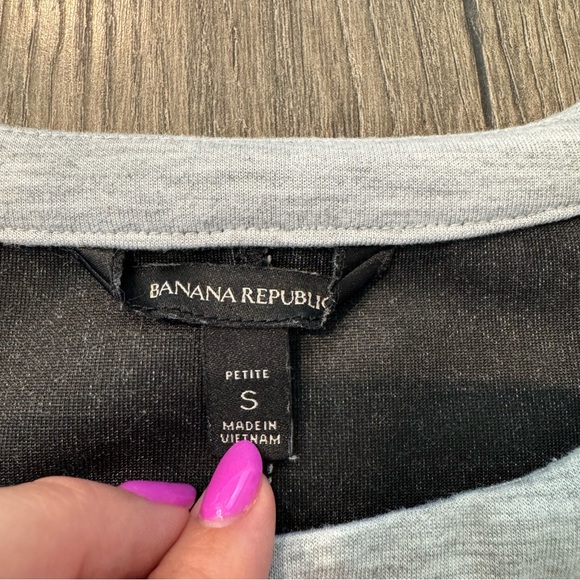 BANANA REPUBLIC
PETITE
S
MADE IN
VIETNAM